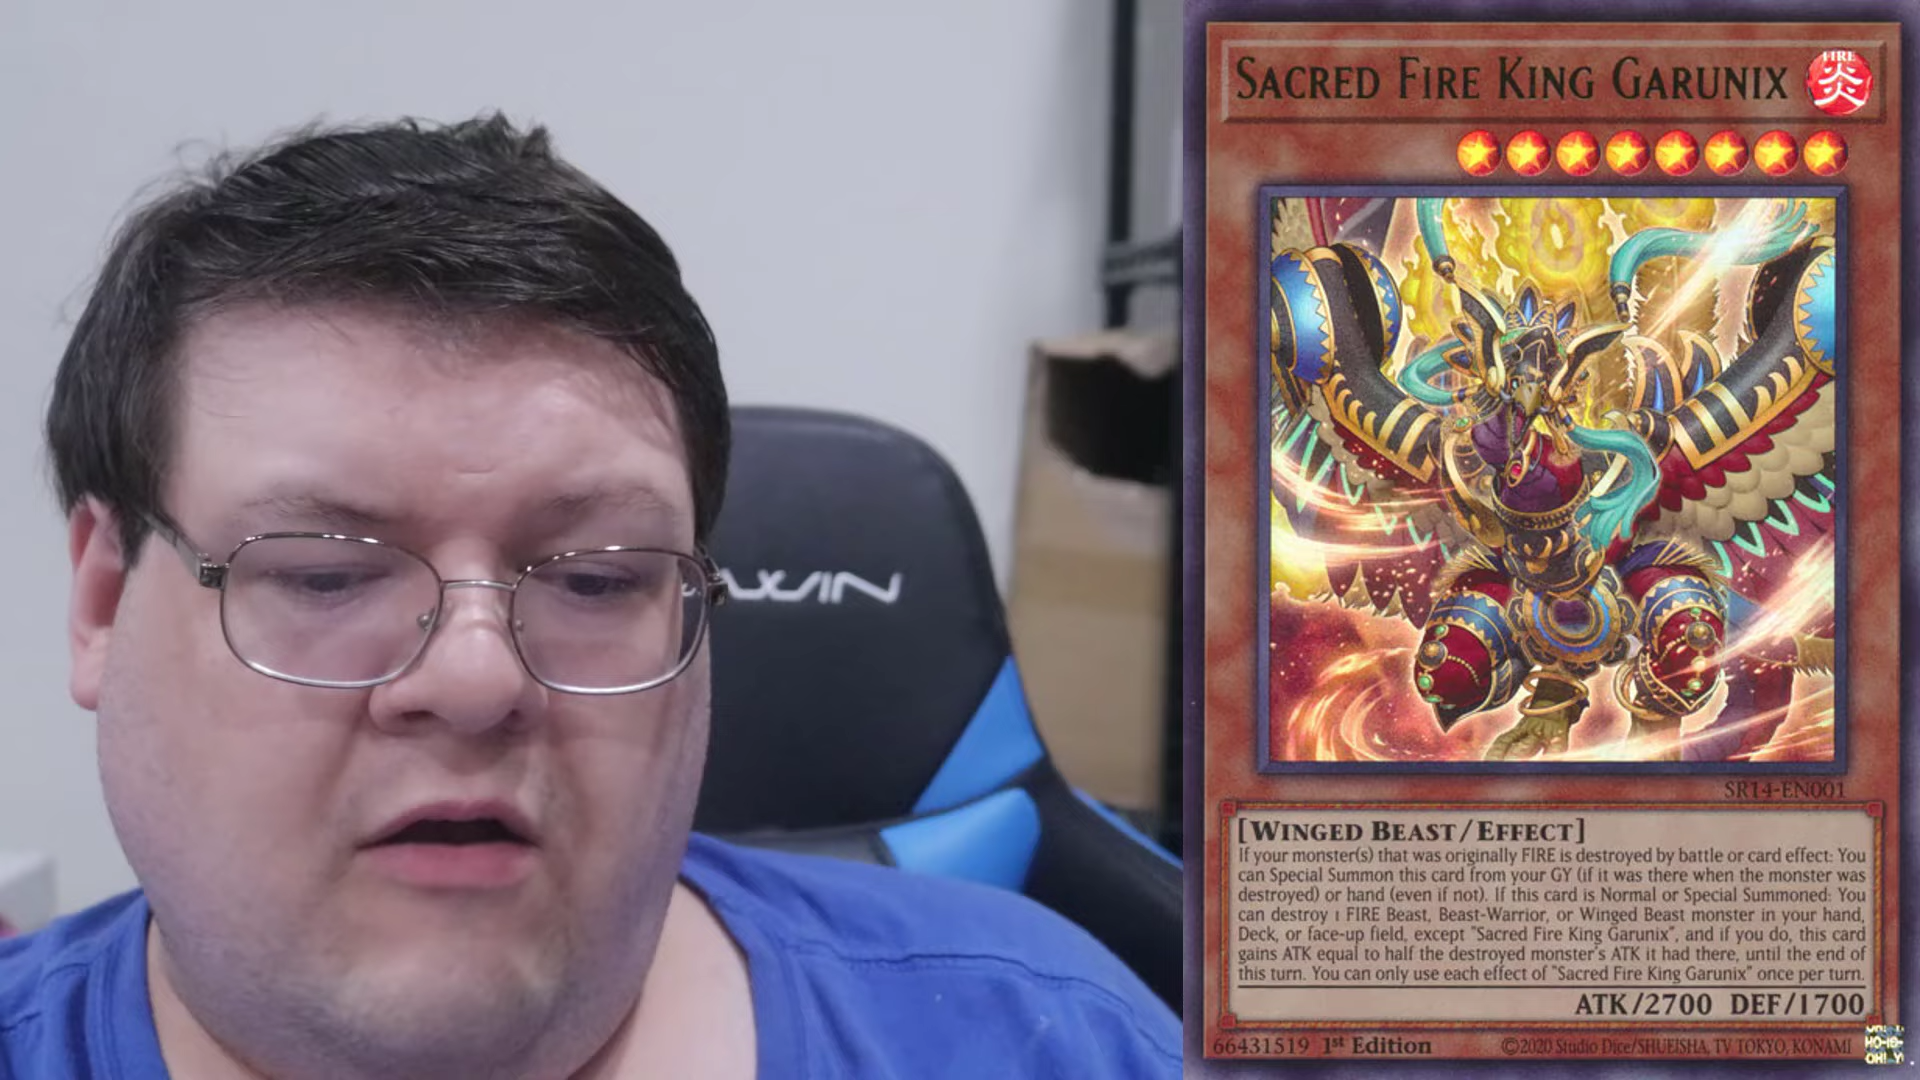 SACRED FIRE KING GARUNIX
FIRE
炎
SR14-EN001
[WINGED BEAST/EFFECT]
If your monster(s) that was originally FIRE is destroyed by battle or card effect: You
can Special Summon this card from your GY (if it was there when the monster was
destroyed) or hand (even if not). If this card is Normal or Special Summoned: You
can destroy 1 FIRE Beast, Beast-Warrior, or Winged Beast monster in your hand,
Deck, or face-up field, except "Sacred Fire King Garunix", and if you do, this card
gains ATK equal to half the destroyed monster's ATK it had there, until the end of
this turn. You can only use each effect of "Sacred Fire King Garunix" once per turn.
ATK/2700 DEF/1700
66431519 1st Edition ©2020 Studio Dice/SHUEISHA, TV TOKYO, KONAMI